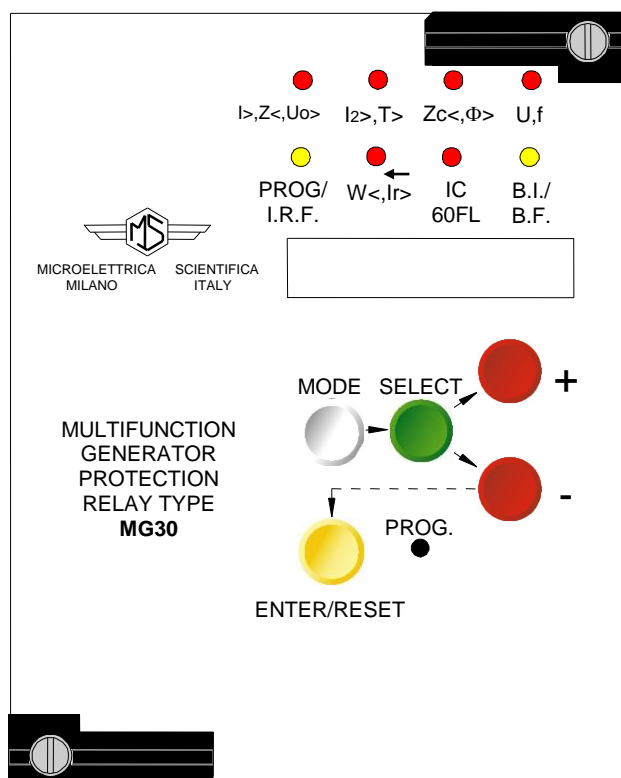 I>,Z<,Uo> I2>,T> Zc<,Φ> U,f
PROG/ I.R.F. W<,Ir> IC 60FL B.I./ B.F.
MS
MICROELETTRICA SCIENTIFICA
MILANO ITALY
MODE SELECT +
MULTIFUNCTION
GENERATOR
PROTECTION
RELAY TYPE
MG30
-
PROG.
ENTER/RESET